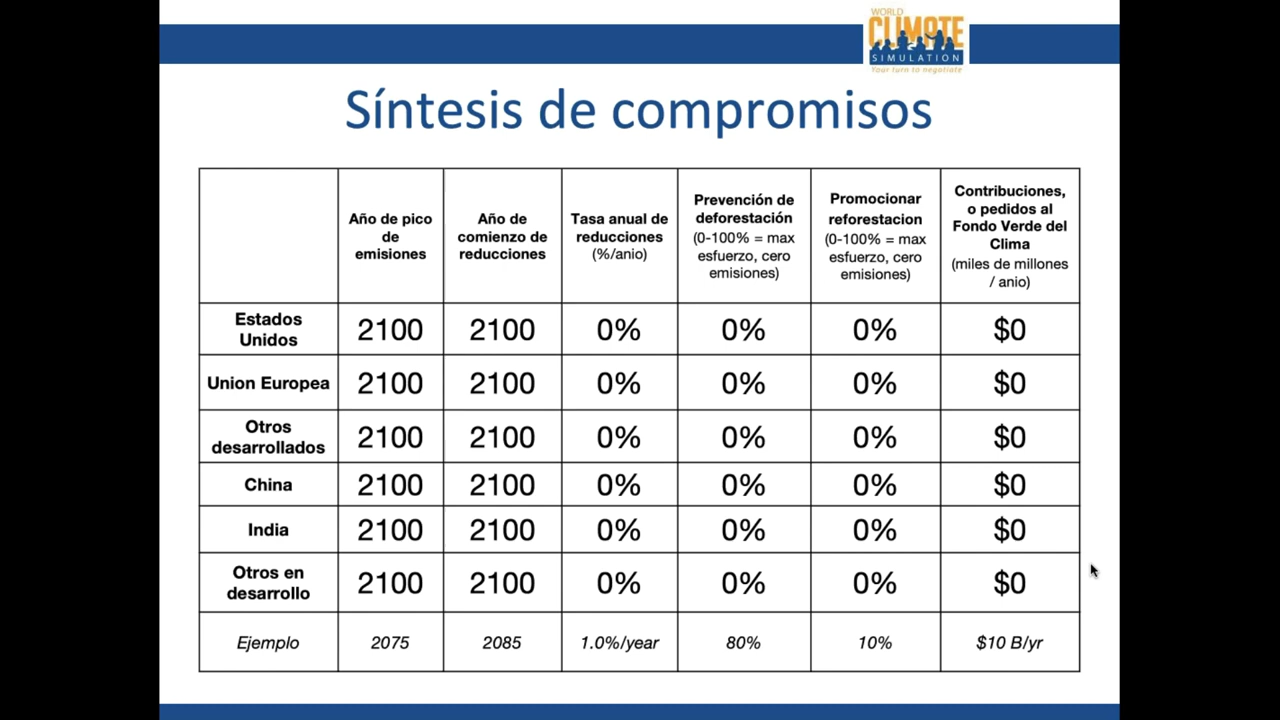 WORLD
CLIMATE
SIMULATION
Your turn to negotiate
Síntesis de compromisos
Año de pico
de
emisiones
Año de
comienzo de
reducciones
Tasa anual de
reducciones
(%/anio)
Prevención de
deforestación
(0-100% = max
esfuerzo, cero
emisiones)
Promocionar
reforestacion
(0-100% = max
esfuerzo, cero
emisiones)
Contribuciones,
o pedidos al
Fondo Verde del
Clima
(miles de millones
/ anio)
Estados
Unidos
2100 2100 0% 0% 0% $0
Union Europea 2100 2100 0% 0% 0% $0
Otros
desarrollados
2100 2100 0% 0% 0% $0
China 2100 2100 0% 0% 0% $0
India 2100 2100 0% 0% 0% $0
Otros en
desarrollo
2100 2100 0% 0% 0% $0
Ejemplo 2075 2085 1.0%/year 80% 10% $10 B/yr